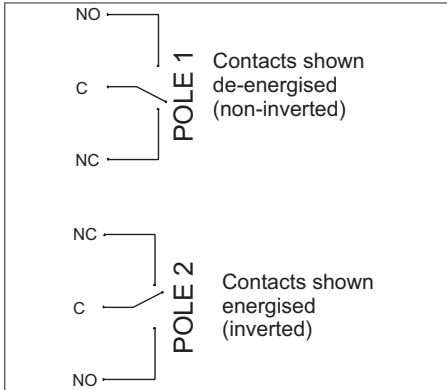 NO
C
NC
POLE 1
Contacts shown
de-energised
(non-inverted)
NC
C
NO
POLE 2
Contacts shown
energised
(inverted)